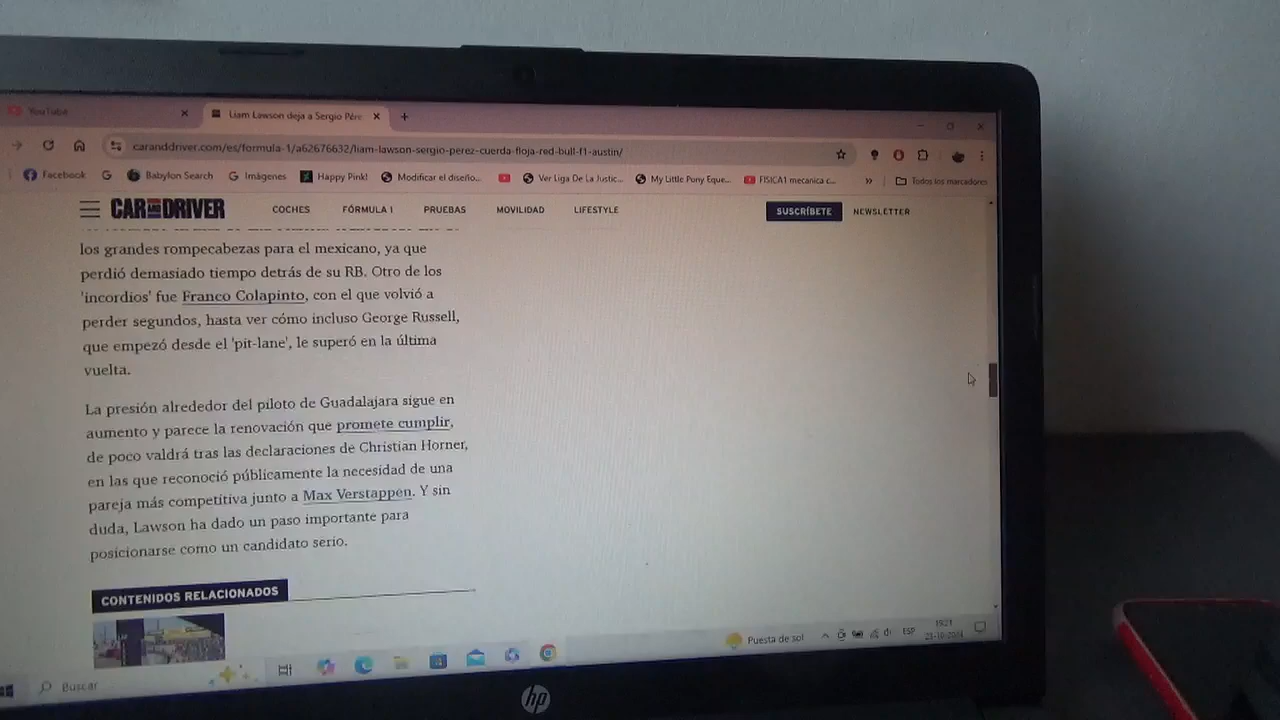 YouTube
Liam Lawson deja a Sergio Pére
caranddriver.com/es/formula-1/a62676632/liam-lawson-sergio-perez-cuerda-floja-red-bull-f1-austin/
Facebook
Babylon Search
Imágenes
Happy Pink!
Modificar el diseño...
Ver Liga De La Justic...
My Little Pony Eque...
FISICA1 mecanica c...
»
Todos los marcadores
CAR AND DRIVER
COCHES
FÓRMULA 1
PRUEBAS
MOVILIDAD
LIFESTYLE
SUSCRÍBETE
NEWSLETTER
los grandes rompecabezas para el mexicano, ya que
perdió demasiado tiempo detrás de su RB. Otro de los
'incordios' fue Franco Colapinto, con el que volvió a
perder segundos, hasta ver cómo incluso George Russell,
que empezó desde el 'pit-lane', le superó en la última
vuelta.
La presión alrededor del piloto de Guadalajara sigue en
aumento y parece la renovación que promete cumplir,
de poco valdrá tras las declaraciones de Christian Horner,
en las que reconoció públicamente la necesidad de una
pareja más competitiva junto a Max Verstappen. Y sin
duda, Lawson ha dado un paso importante para
posicionarse como un candidato serio.
CONTENIDOS RELACIONADOS
Buscar
Puesta de sol
ESP
hp